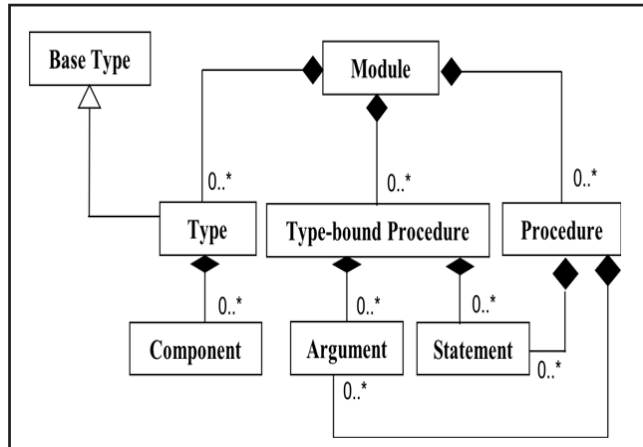 Base Type
Module
0..*
0..*
0..*
Type
Type-bound Procedure
Procedure
0..*
0..*
0..*
Component
Argument
Statement
0..*
0..*